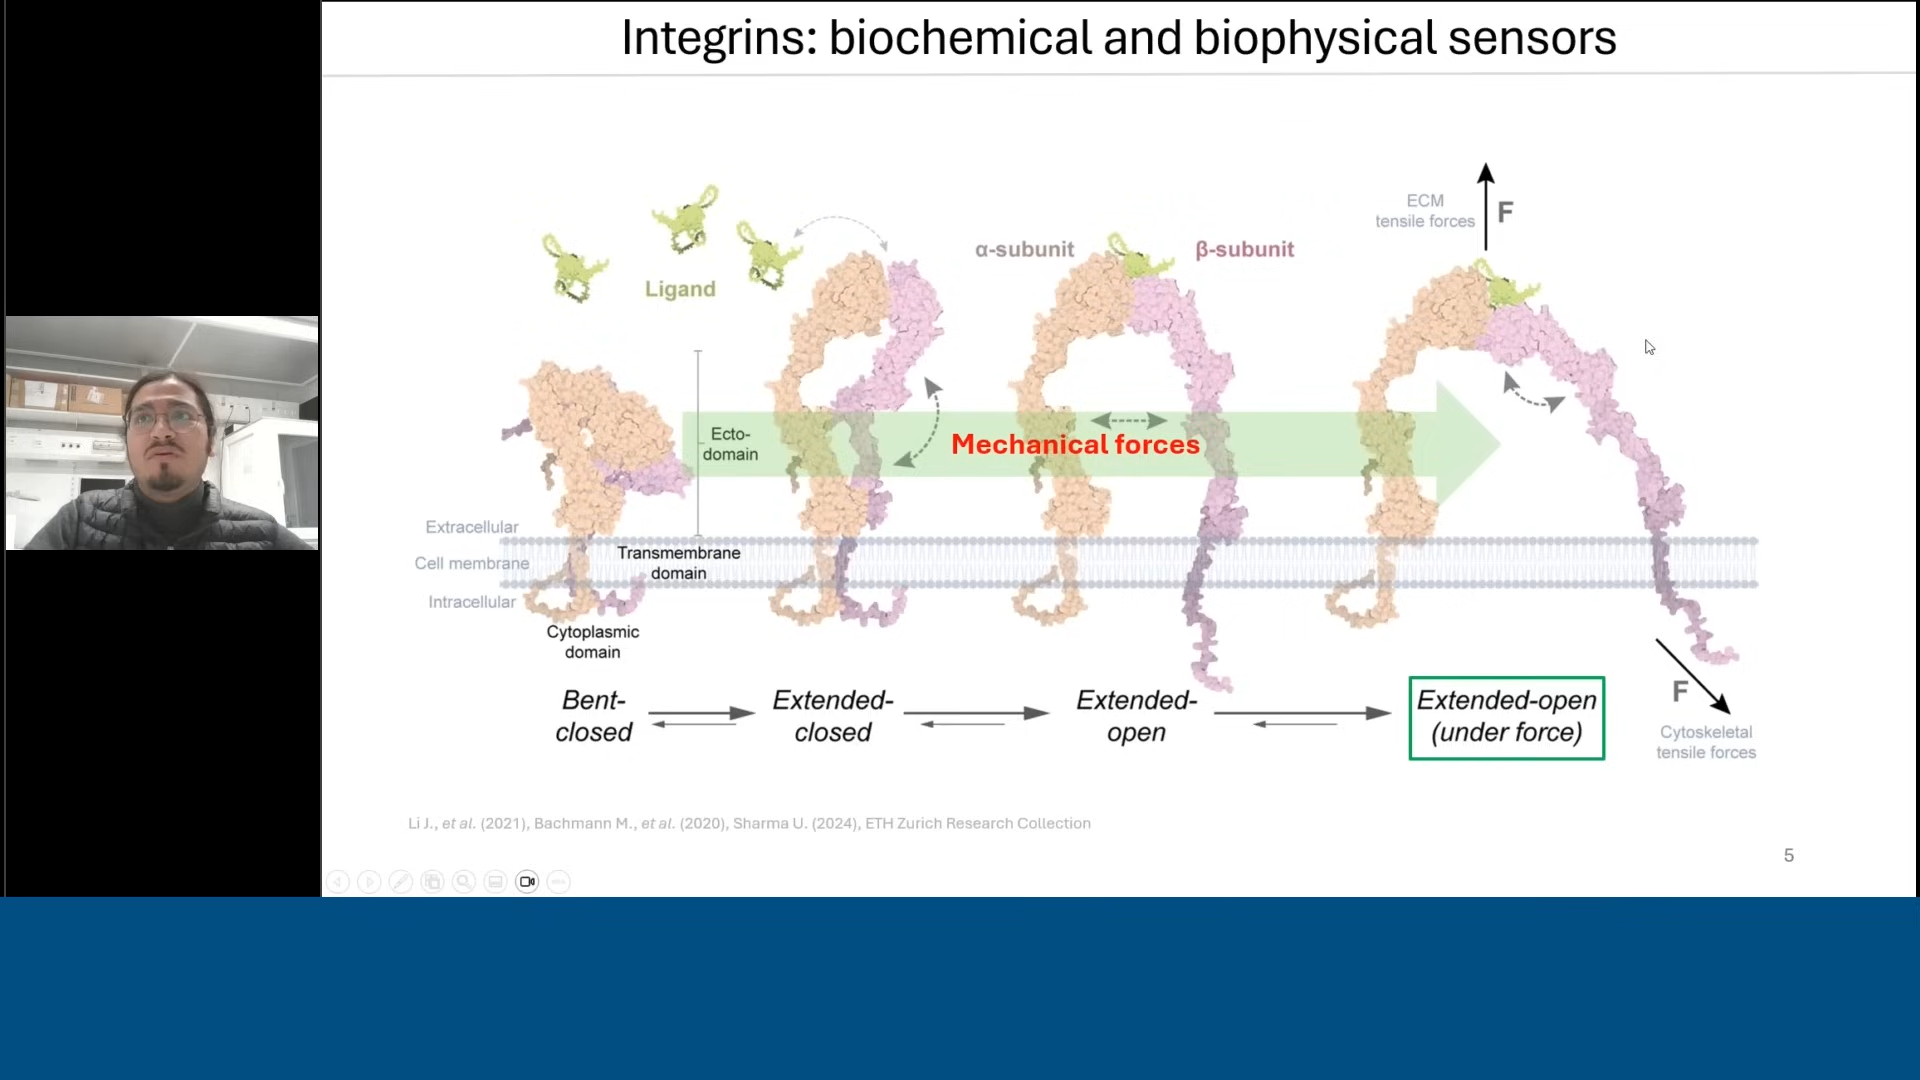 Integrins: biochemical and biophysical sensors
ECM
tensile forces
F
Ligand
α-subunit
β-subunit
Ecto-
domain
Mechanical forces
Extracellular
Cell membrane
Intracellular
Transmembrane
domain
Cytoplasmic
domain
Bent-
closed
Extended-
closed
Extended-
open
Extended-open
(under force)
F
Cytoskeletal
tensile forces
Li J., et al. (2021), Bachmann M., et al. (2020), Sharma U. (2024), ETH Zurich Research Collection
5